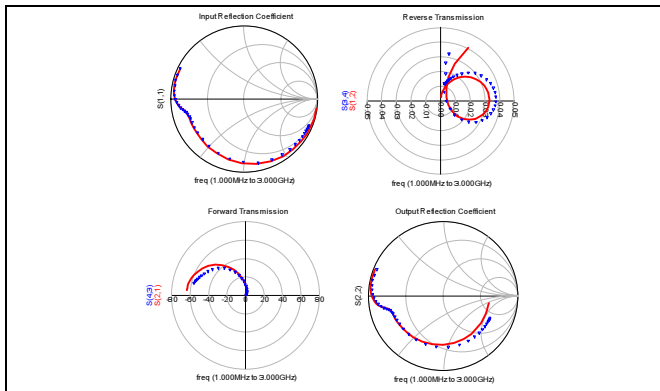 Input Reflection Coefficient
S(1,1)
freq (1.000MHz to 3.000GHz)
Reverse Transmission
S(3,4)
S(1,2)
0.05 0.04 0.03 0.02 0.01 0.00 0.01 0.02 0.03 0.04 0.05
freq (1.000MHz to 3.000GHz)
Forward Transmission
S(4,3)
S(2,1)
-80 -60 -40 -20 0 20 40 60 80
freq (1.000MHz to 3.000GHz)
Output Reflection Coefficient
S(2,2)
freq (1.000MHz to 3.000GHz)